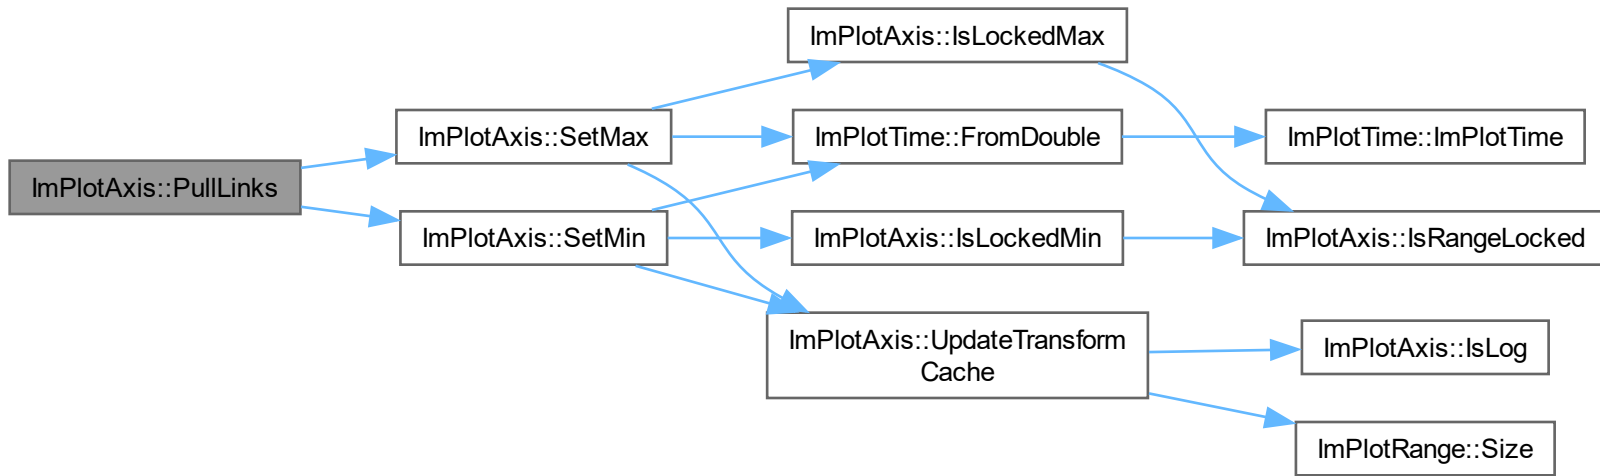 ImPlotAxis::PullLinks
ImPlotAxis::SetMax
ImPlotAxis::SetMin
ImPlotAxis::IsLockedMax
ImPlotTime::FromDouble
ImPlotAxis::IsLockedMin
ImPlotAxis::UpdateTransform
Cache
ImPlotTime::ImPlotTime
ImPlotAxis::IsRangeLocked
ImPlotAxis::IsLog
ImPlotRange::Size